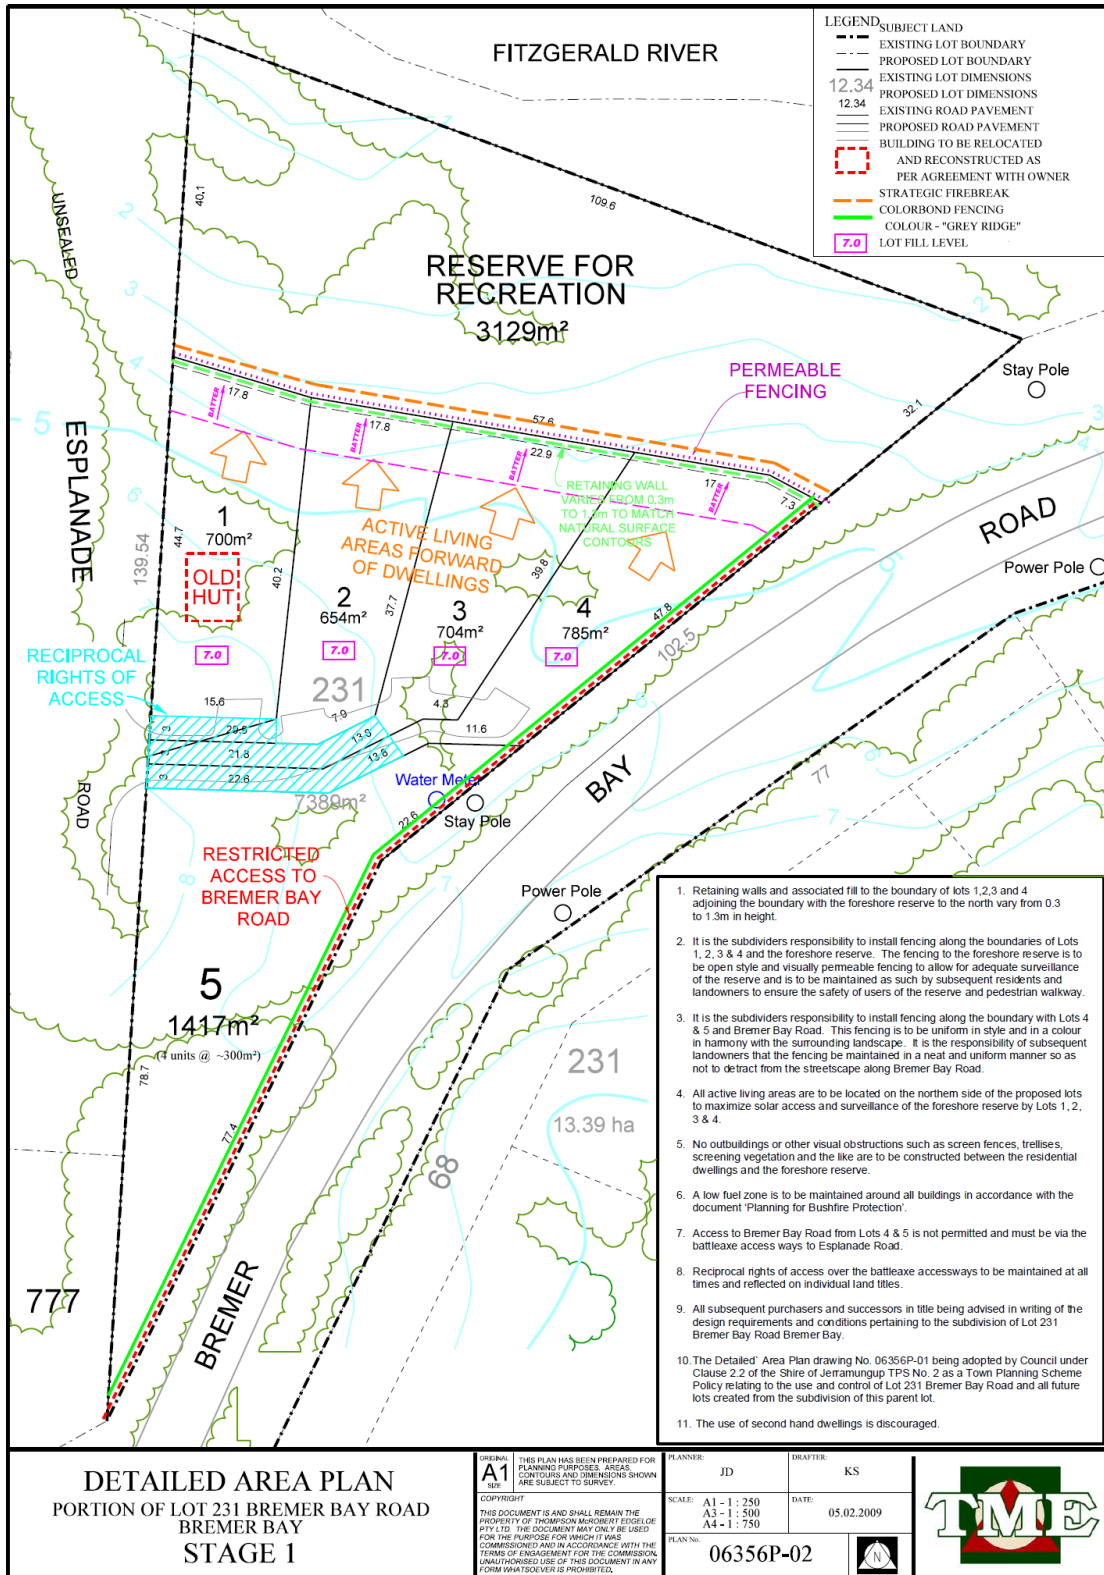 LEGEND
SUBJECT LAND
EXISTING LOT BOUNDARY
PROPOSED LOT BOUNDARY
EXISTING LOT DIMENSIONS
12.34
PROPOSED LOT DIMENSIONS
12.34
EXISTING ROAD PAVEMENT
PROPOSED ROAD PAVEMENT
BUILDING TO BE RELOCATED
AND RECONSTRUCTED AS
PER AGREEMENT WITH OWNER
STRATEGIC FIREBREAK
COLORBOND FENCING
COLOUR - "GREY RIDGE"
7.0 LOT FILL LEVEL
FITZGERALD RIVER
1
40.1
109.6
UNSEALED
2
RESERVE FOR
RECREATION
3129m²
2
3
4
PERMEABLE
FENCING
Stay Pole
32.1
3
4
5
ESPLANADE
17.8
BATTER
17.8
BATTER
57.6
22.9
BATTER
17
BATTER
7.3
RETAINING WALL
VARIES FROM 0.3m
TO 1.3m TO MATCH
NATURAL SURFACE
CONTOURS
6
ROAD
1
700m²
44.7
139.54
ACTIVE LIVING
AREAS FORWARD
OF DWELLINGS
OLD
HUT
40.2
2
654m²
37.7
39.8
3
704m²
4
785m²
47.8
102.5
Power Pole
7.0
7.0
7.0
7.0
RECIPROCAL
RIGHTS OF
ACCESS
231
15.6
7.9
4.3
11.6
3
20.8
13.8
21.8
13.6
3
22.6
BAY
77
7
ROAD
7389m²
Water Meter
Stay Pole
22.6
RESTRICTED
ACCESS TO
BREMER BAY
ROAD
8
7
Power Pole
5
1417m²
(4 units @ ~300m²)
78.7
77.4
231
13.39 ha
68
777
BREMER
1. Retaining walls and associated fill to the boundary of lots 1,2,3 and 4
adjoining the boundary with the foreshore reserve to the north vary from 0.3
to 1.3m in height.
2. It is the subdividers responsibility to install fencing along the boundaries of Lots
1, 2, 3 & 4 and the foreshore reserve. The fencing to the foreshore reserve is to
be open style and visually permeable fencing to allow for adequate surveillance
of the reserve and is to be maintained as such by subsequent residents and
landowners to ensure the safety of users of the reserve and pedestrian walkway.
3. It is the subdividers responsibility to install fencing along the boundary with Lots 4
& 5 and Bremer Bay Road. This fencing is to be uniform in style and in a colour
in harmony with the surrounding landscape. It is the responsibility of subsequent
landowners that the fencing be maintained in a neat and uniform manner so as
not to detract from the streetscape along Bremer Bay Road.
4. All active living areas are to be located on the northern side of the proposed lots
to maximize solar access and surveillance of the foreshore reserve by Lots 1, 2,
3 & 4.
5. No outbuildings or other visual obstructions such as screen fences, trellises,
screening vegetation and the like are to be constructed between the residential
dwellings and the foreshore reserve.
6. A low fuel zone is to be maintained around all buildings in accordance with the
document 'Planning for Bushfire Protection'.
7. Access to Bremer Bay Road from Lots 4 & 5 is not permitted and must be via the
battleaxe access ways to Esplanade Road.
8. Reciprocal rights of access over the battleaxe accessways to be maintained at all
times and reflected on individual land titles.
9. All subsequent purchasers and successors in title being advised in writing of the
design requirements and conditions pertaining to the subdivision of Lot 231
Bremer Bay Road Bremer Bay.
10. The Detailed` Area Plan drawing No. 06356P-01 being adopted by Council under
Clause 2.2 of the Shire of Jerramungup TPS No. 2 as a Town Planning Scheme
Policy relating to the use and control of Lot 231 Bremer Bay Road and all future
lots created from the subdivision of this parent lot.
11. The use of second hand dwellings is discouraged.
DETAILED AREA PLAN
PORTION OF LOT 231 BREMER BAY ROAD
BREMER BAY
STAGE 1
ORIGINAL
A1
SIZE
THIS PLAN HAS BEEN PREPARED FOR
PLANNING PURPOSES. AREAS,
CONTOURS AND DIMENSIONS SHOWN
ARE SUBJECT TO SURVEY.
COPYRIGHT
THIS DOCUMENT IS AND SHALL REMAIN THE
PROPERTY OF THOMPSON McROBERT EDGELOE
PTY LTD. THE DOCUMENT MAY ONLY BE USED
FOR THE PURPOSE FOR WHICH IT WAS
COMMISSIONED AND IN ACCORDANCE WITH THE
TERMS OF ENGAGEMENT FOR THE COMMISSION.
UNAUTHORISED USE OF THIS DOCUMENT IN ANY
FORM WHATSOEVER IS PROHIBITED.
PLANNER:
JD
DRAFTER:
KS
SCALE: A1 - 1 : 250
A3 - 1 : 500
A4 - 1 : 750
DATE:
05.02.2009
PLAN No.
06356P-02
N
TME